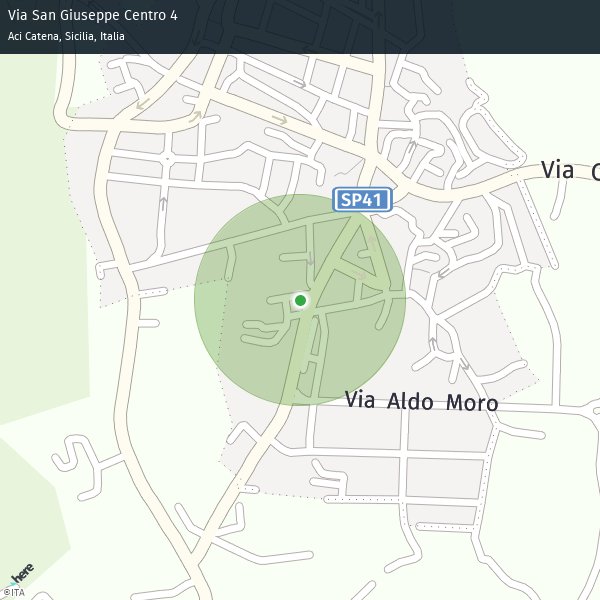 Via San Giuseppe Centro 4
Aci Catena, Sicilia, Italia
Via
SP41
Via Aldo Moro
here
©ITA